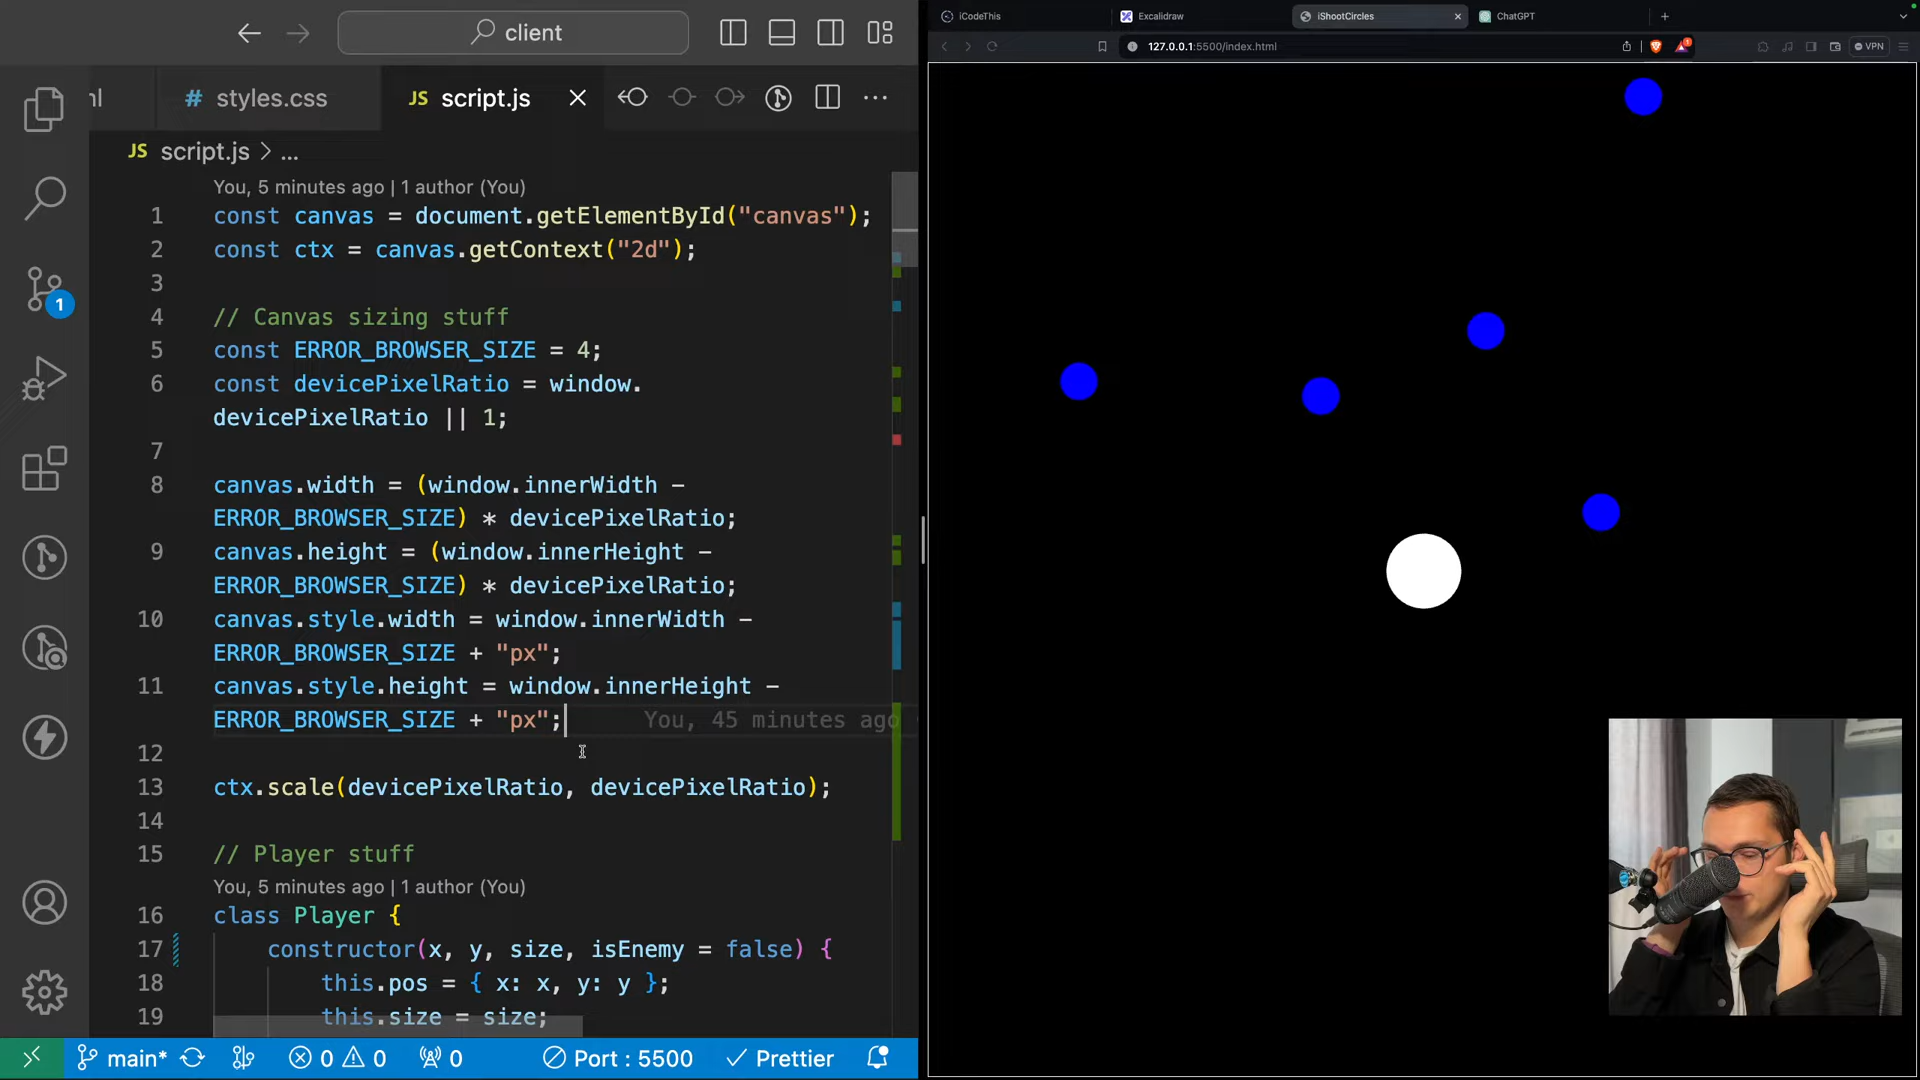 client
nl
# styles.css
JS script.js
JS script.js > ...
You, 5 minutes ago | 1 author (You)
1 const canvas = document.getElementById("canvas");
2 const ctx = canvas.getContext("2d");
3
4 // Canvas sizing stuff
5 const ERROR_BROWSER_SIZE = 4;
6 const devicePixelRatio = window.
devicePixelRatio || 1;
7
8 canvas.width = (window.innerWidth -
ERROR_BROWSER_SIZE) * devicePixelRatio;
9 canvas.height = (window.innerHeight -
ERROR_BROWSER_SIZE) * devicePixelRatio;
10 canvas.style.width = window.innerWidth -
ERROR_BROWSER_SIZE + "px";
11 canvas.style.height = window.innerHeight -
ERROR_BROWSER_SIZE + "px"; You, 45 minutes ago
12
13 ctx.scale(devicePixelRatio, devicePixelRatio);
14
15 // Player stuff
You, 5 minutes ago | 1 author (You)
16 class Player {
17 constructor(x, y, size, isEnemy = false) {
18 this.pos = { x: x, y: y };
19 this.size = size;
1
main* 0 0 0 Port : 5500 Prettier
iCodeThis
Excalidraw
iShootCircles
ChatGPT
127.0.0.1:5500/index.html
1
VPN